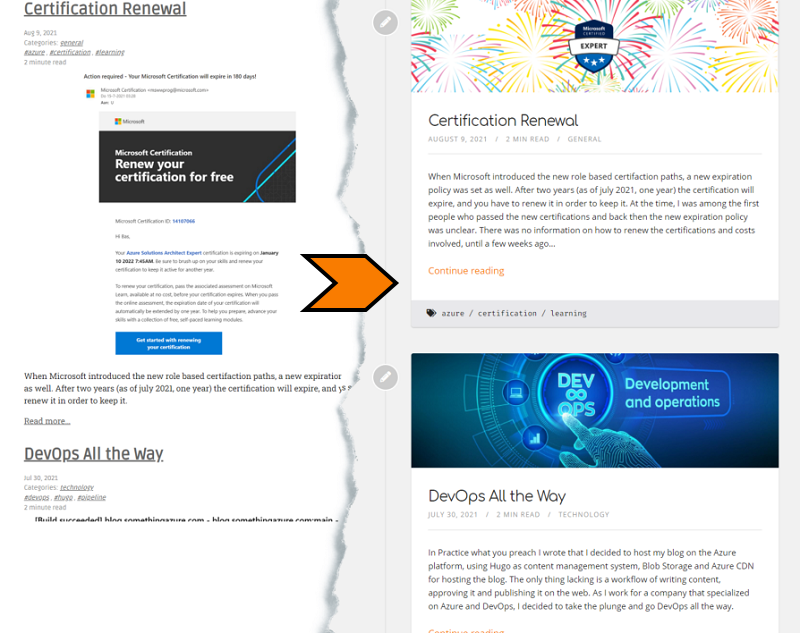 Certification Renewal
Aug 9, 2021
Categories: general
#azure , #certification , #learning
2 minute read
Action required - Your Microsoft Certification will expire in 180 days!
Microsoft Certification
Microsoft
Microsoft Certification
Renew your
certification for free
Microsoft Certification ID:
Hi Bas,
Your Azure Solutions Architect Expert certification is expiring on January
10 2022 7:45AM. Be sure to brush up on your skills and renew your
certification to keep it active for another year.
To renew your certification, pass the associated assessment on Microsoft
Learn, available at no cost, before your certification expires. When you pass
the online assessment, the expiration date of your certification will
automatically be extended by one year. To help you prepare, advance your
skills with a collection of free, self-paced learning modules.
Get started with renewing
your certification
When Microsoft introduced the new role based certifaction paths, a new expiration
as well. After two years (as of july 2021, one year) the certification will expire, and
renew it in order to keep it.
Read more...
DevOps All the Way
Jul 30, 2021
Categories: technology
#devops , #hugo , #pipeline
2 minute read
[Build succeeded] blog.somethingazure.com - blog.somethingazure.com:main -
Microsoft
CERTIFIED
EXPERT
Certification Renewal
AUGUST 9, 2021 / 2 MIN READ / GENERAL
When Microsoft introduced the new role based certifaction paths, a new expiration
policy was set as well. After two years (as of july 2021, one year) the certification will
expire, and you have to renew it in order to keep it. At the time, I was among the first
people who passed the new certifications and back then the new expiration policy
was unclear. There was no information on how to renew the certifications and costs
involved, until a few weeks ago...
Continue reading
azure / certification / learning
DEV
OPS
Development
and operations
DevOps All the Way
JULY 30, 2021 / 2 MIN READ / TECHNOLOGY
In Practice what you preach I wrote that I decided to host my blog on the Azure
platform, using Hugo as content management system, Blob Storage and Azure CDN
for hosting the blog. The only thing lacking is a workflow of writing content,
approving it and publishing it on the web. As I work for a company that specialized
on Azure and DevOps, I decided to take the plunge and go DevOps all the way.
Continue reading